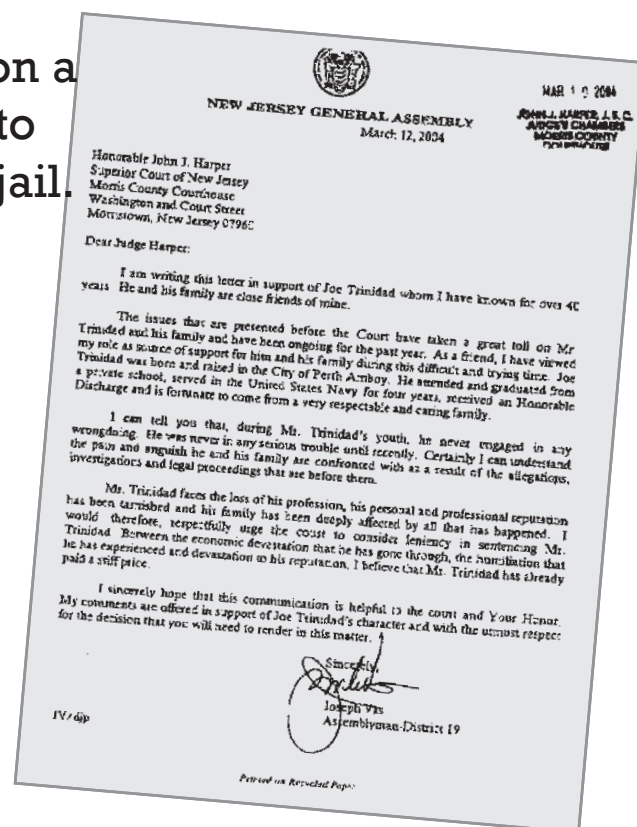 on a
to
jail.
NEW JERSEY GENERAL ASSEMBLY
March 12, 2004
MAR 2004
JOHN J. HARPER, J.S.C.
JUDGE'S CHAMBERS
MORRIS COUNTY
COURTHOUSE
Honorable John J. Harper
Superior Court of New Jersey
Morris County Courthouse
Washington and Court Street
Morristown, New Jersey
Dear Judge Harper:
I am writing this letter in support of Joe Trinidad whom I have known for over 40
years. He and his family are close friends of mine.
The issues that are presented before the Court have taken a great toll on Mr
Trinidad and his family and have been ongoing for the past year. As a friend, I have viewed
my role as source of support for him and his family during this difficult and trying time. Joe
Trinidad was born and raised in the City of Perth Amboy. He attended and graduated from
a private school, served in the United States Navy for four years, received an Honorable
Discharge and is fortunate to come from a very respectable and caring family.
I can tell you that, during Mr. Trinidad's youth, he never engaged in any
wrongdoing. He was never in any serious trouble until recently. Certainly I can understand
the pain and anguish he and his family are confronted with as a result of the allegations,
investigations and legal proceedings that are before them.
Mr. Trinidad faces the loss of his profession, his personal and professional reputation
has been tarnished and his family has been deeply affected by all that has happened. I
would therefore, respectfully urge the court to consider leniency in sentencing Mr.
Trinidad. Between the economic devastation that he has gone through, the humiliation that
he has experienced and devastation to his reputation, I believe that Mr. Trinidad has already
paid a stiff price.
I sincerely hope that this communication is helpful to the court and Your Honor.
My comments are offered in support of Joe Trinidad's character and with the utmost respect
for the decision that you will need to render in this matter.
Sincerely,
Joseph Vas
Assemblyman-District 19
JV/djp
Printed on Recycled Paper